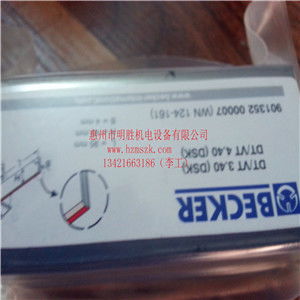 BECKER
DT/VT 3.40 (DSK)
DT/VT 4.40 (DSK)
901352 00007 (WN 124-161)
惠州市明胜机电设备有限公司
www.hzmszk.com
13421663186（李工）